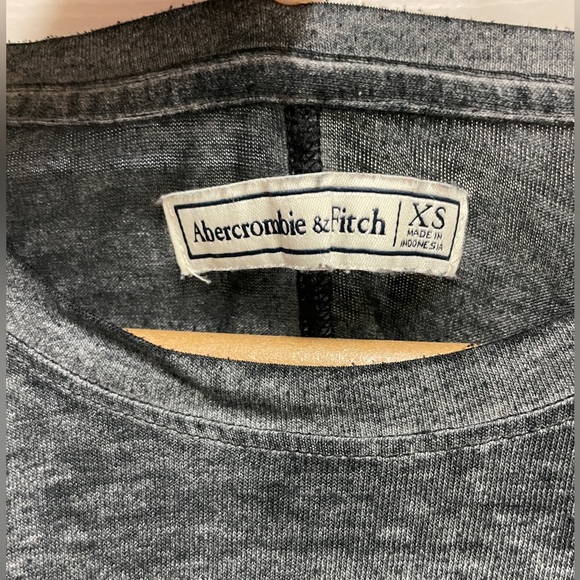 Abercrombie & Fitch
XS
MADE IN
INDONESIA